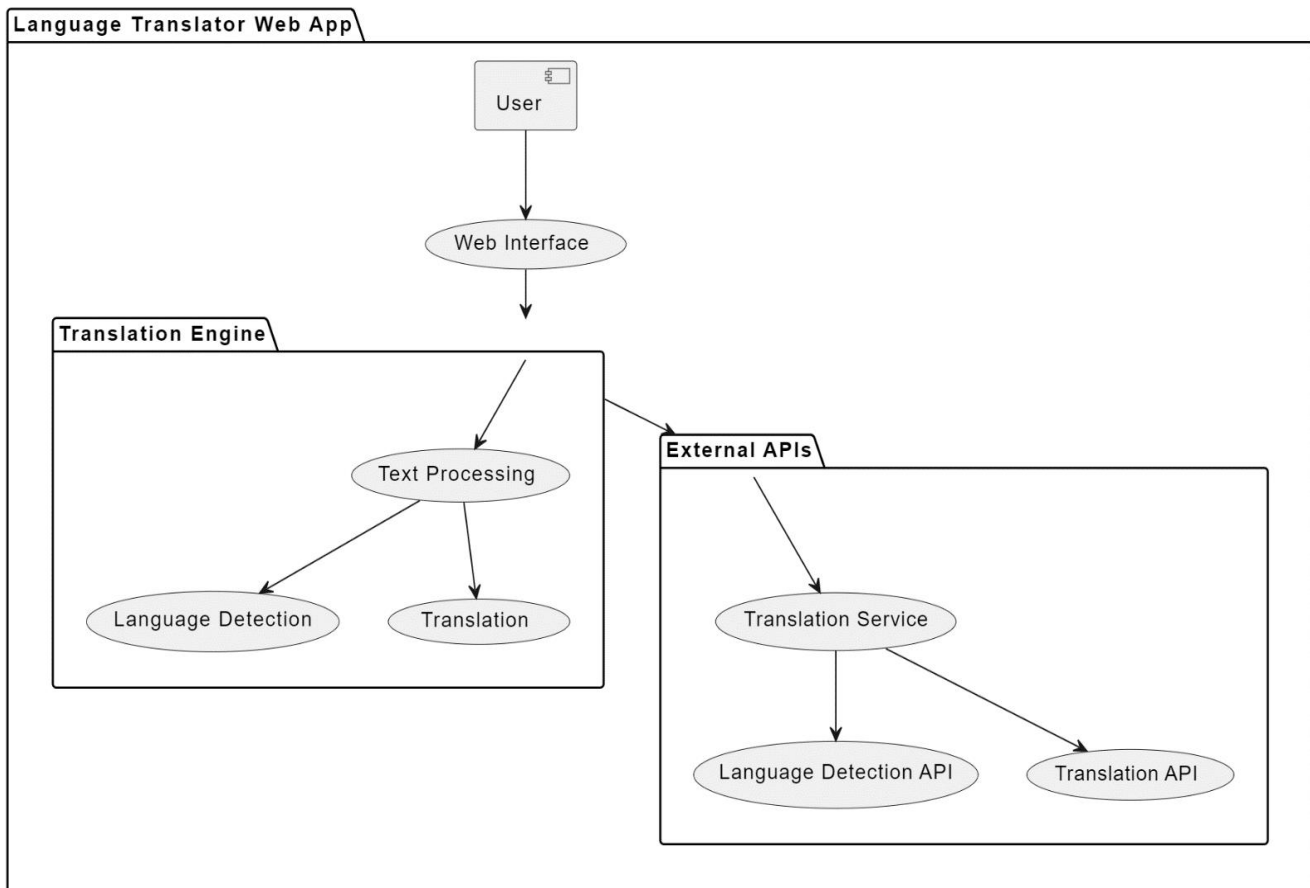 Language Translator Web App
User
Web Interface
Translation Engine
Text Processing
External APIs
Language Detection
Translation
Translation Service
Language Detection API
Translation API